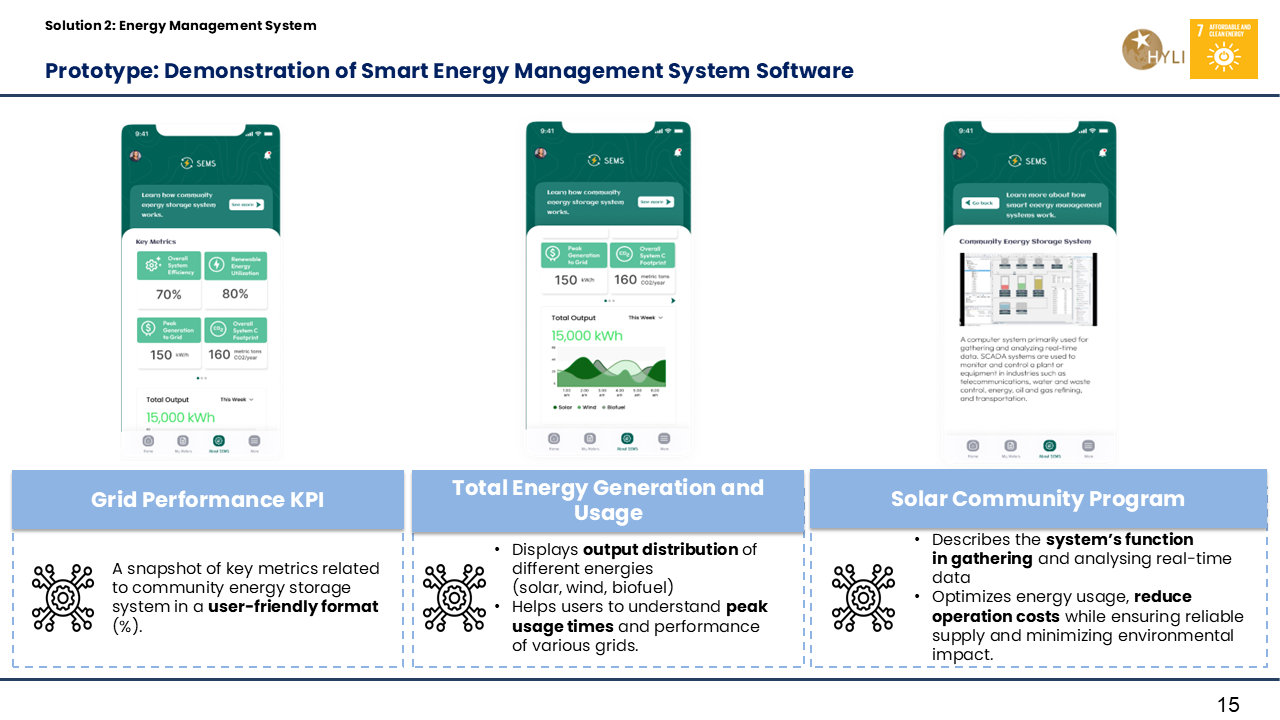 Solution 2: Energy Management System
Prototype: Demonstration of Smart Energy Management System Software
HYLI
7 AFFORDABLE AND
CLEAN ENERGY
9:41
SEMS
Learn how community
energy storage system
works.
See more
Key Metrics
Overall
System
Efficiency
70%
Renewable
Energy
Utilization
80%
Peak
Generation
to Grid
150 kWh
Overall
System C
Footprint
160 metric tons
CO2/year
Total Output
This Week
15,000 kWh
Home
My Meters
About SEMS
More
9:41
SEMS
Learn how community
energy storage system
works.
See more
Peak
Generation
to Grid
150 kWh
Overall
System C
Footprint
160 metric tons
CO2/year
Total Output
This Week
15,000 kWh
Solar
Wind
Biofuel
Home
My Meters
About SEMS
More
9:41
SEMS
Go back
Learn more about how
smart energy management
systems work.
Community Energy Storage System
A computer system primarily used for
gathering and analyzing real-time
data. SCADA systems are used to
monitor and control a plant or
equipment in industries such as
telecommunications, water and waste
control, energy, oil and gas refining,
and transportation.
Home
My Meters
About SEMS
More
Grid Performance KPI
A snapshot of key metrics related
to community energy storage
system in a user-friendly format
(%).
Total Energy Generation and
Usage
• Displays output distribution of
different energies
(solar, wind, biofuel)
• Helps users to understand peak
usage times and performance
of various grids.
Solar Community Program
• Describes the system’s function
in gathering and analysing real-time
data
• Optimizes energy usage, reduce
operation costs while ensuring reliable
supply and minimizing environmental
impact.
15